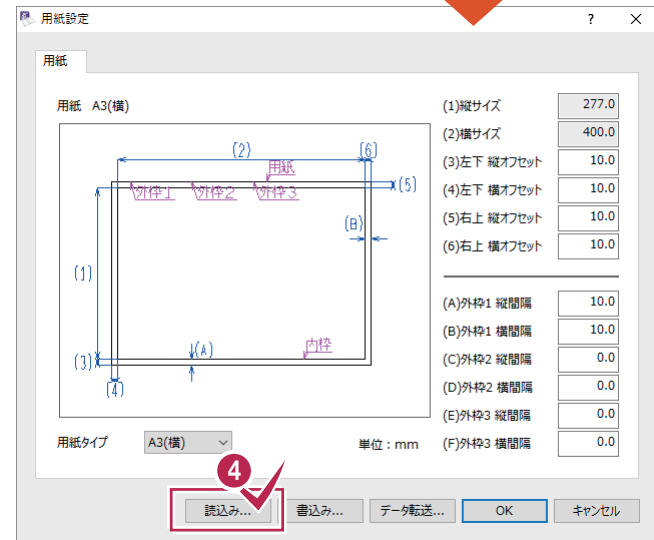 用紙設定
? ×
用紙
用紙 A3(横)
(2)
(6)
用紙
外枠1 外枠2 外枠3
(5)
(B)
(1)
(A)
内枠
(3)
(4)
用紙タイプ A3(横)
単位：mm
(1)縦サイズ 277.0
(2)横サイズ 400.0
(3)左下 縦オフセット 10.0
(4)左下 横オフセット 10.0
(5)右上 縦オフセット 10.0
(6)右上 横オフセット 10.0
(A)外枠1 縦間隔 10.0
(B)外枠1 横間隔 10.0
(C)外枠2 縦間隔 0.0
(D)外枠2 横間隔 0.0
(E)外枠3 縦間隔 0.0
(F)外枠3 横間隔 0.0
4
読込み... 書込み... データ転送... OK キャンセル